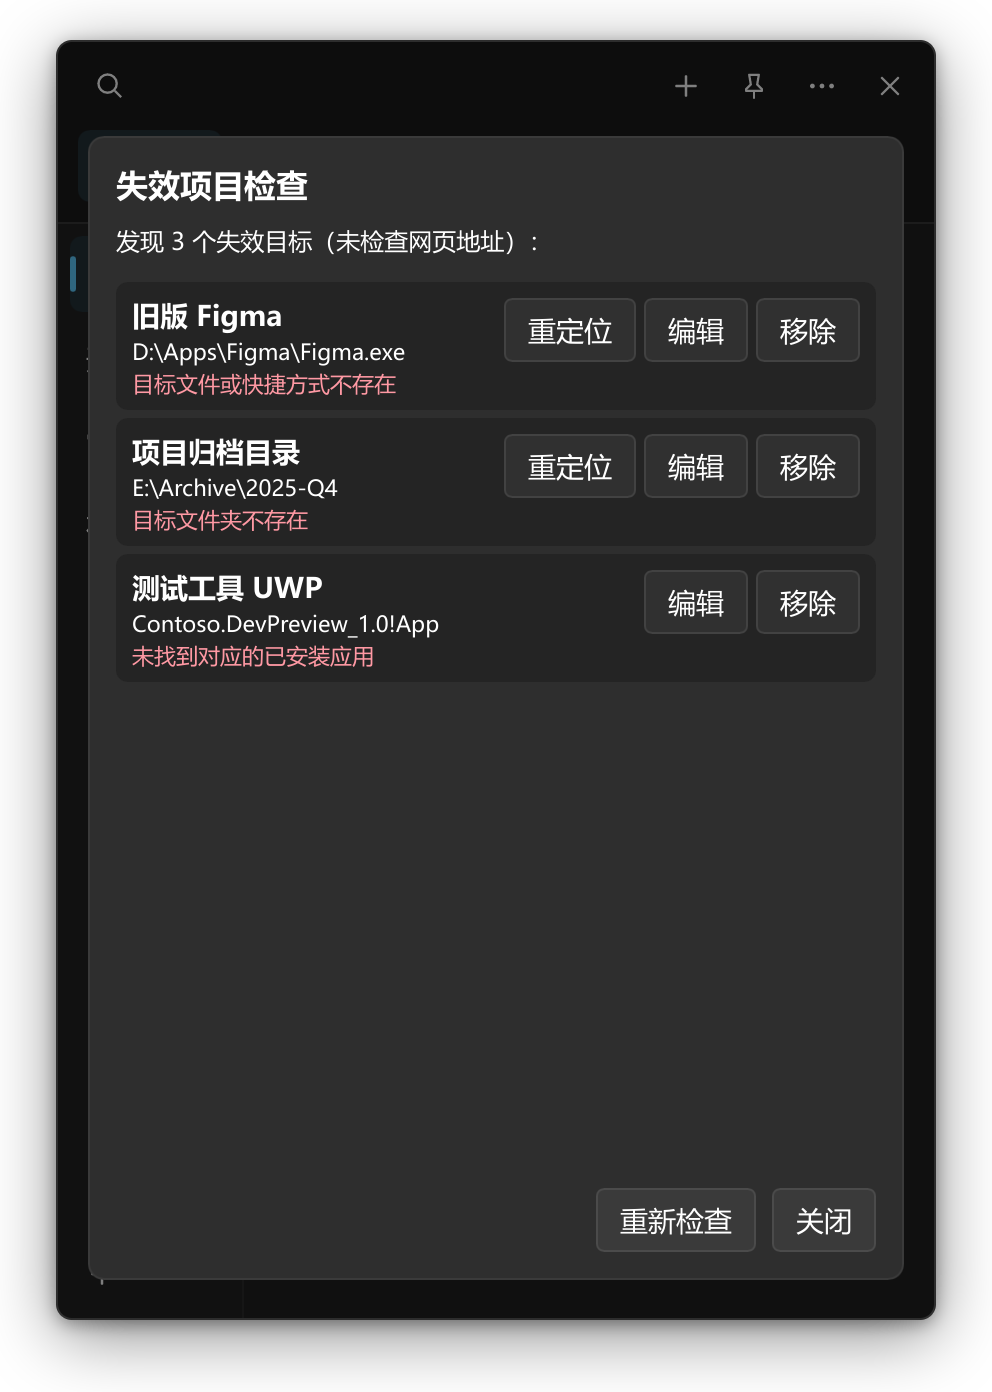 失效项目检查
发现 3 个失效目标（未检查网页地址）：
旧版 Figma
重定位 编辑 移除
D:\Apps\Figma\Figma.exe
目标文件或快捷方式不存在
项目归档目录
重定位 编辑 移除
E:\Archive\2025-Q4
目标文件夹不存在
测试工具 UWP
编辑 移除
Contoso.DevPreview_1.0!App
未找到对应的已安装应用
重新检查 关闭